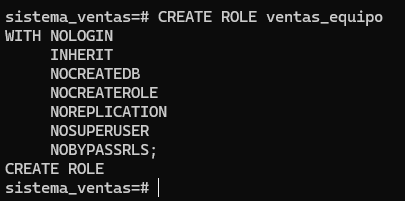 sistema_ventas=# CREATE ROLE ventas_equipo
WITH NOLOGIN
     INHERIT
     NOCREATEDB
     NOCREATEROLE
     NOREPLICATION
     NOSUPERUSER
     NOBYPASSRLS;
CREATE ROLE
sistema_ventas=#